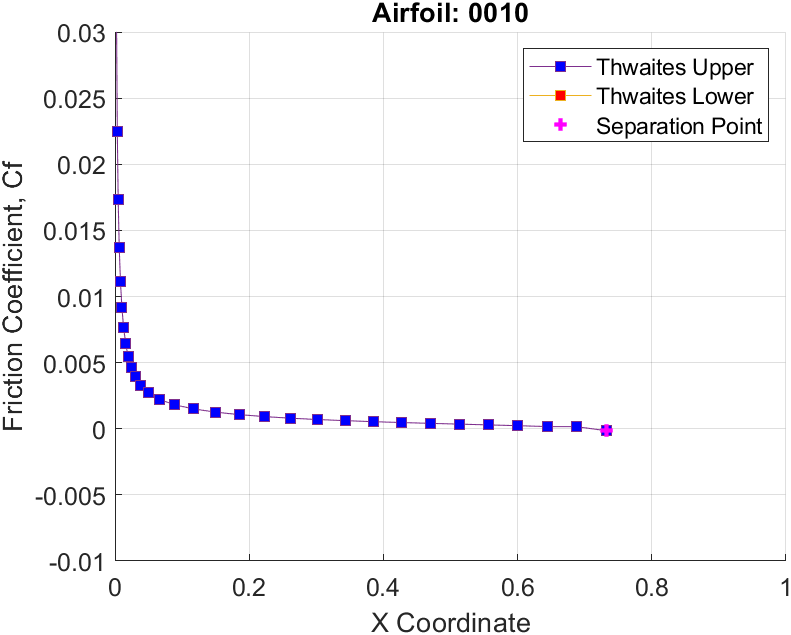 Airfoil: 0010
Thwaites Upper
Thwaites Lower
Separation Point
Friction Coefficient, Cf
0.03
0.025
0.02
0.015
0.01
0.005
0
-0.005
-0.01
0
0.2
0.4
0.6
0.8
1
X Coordinate